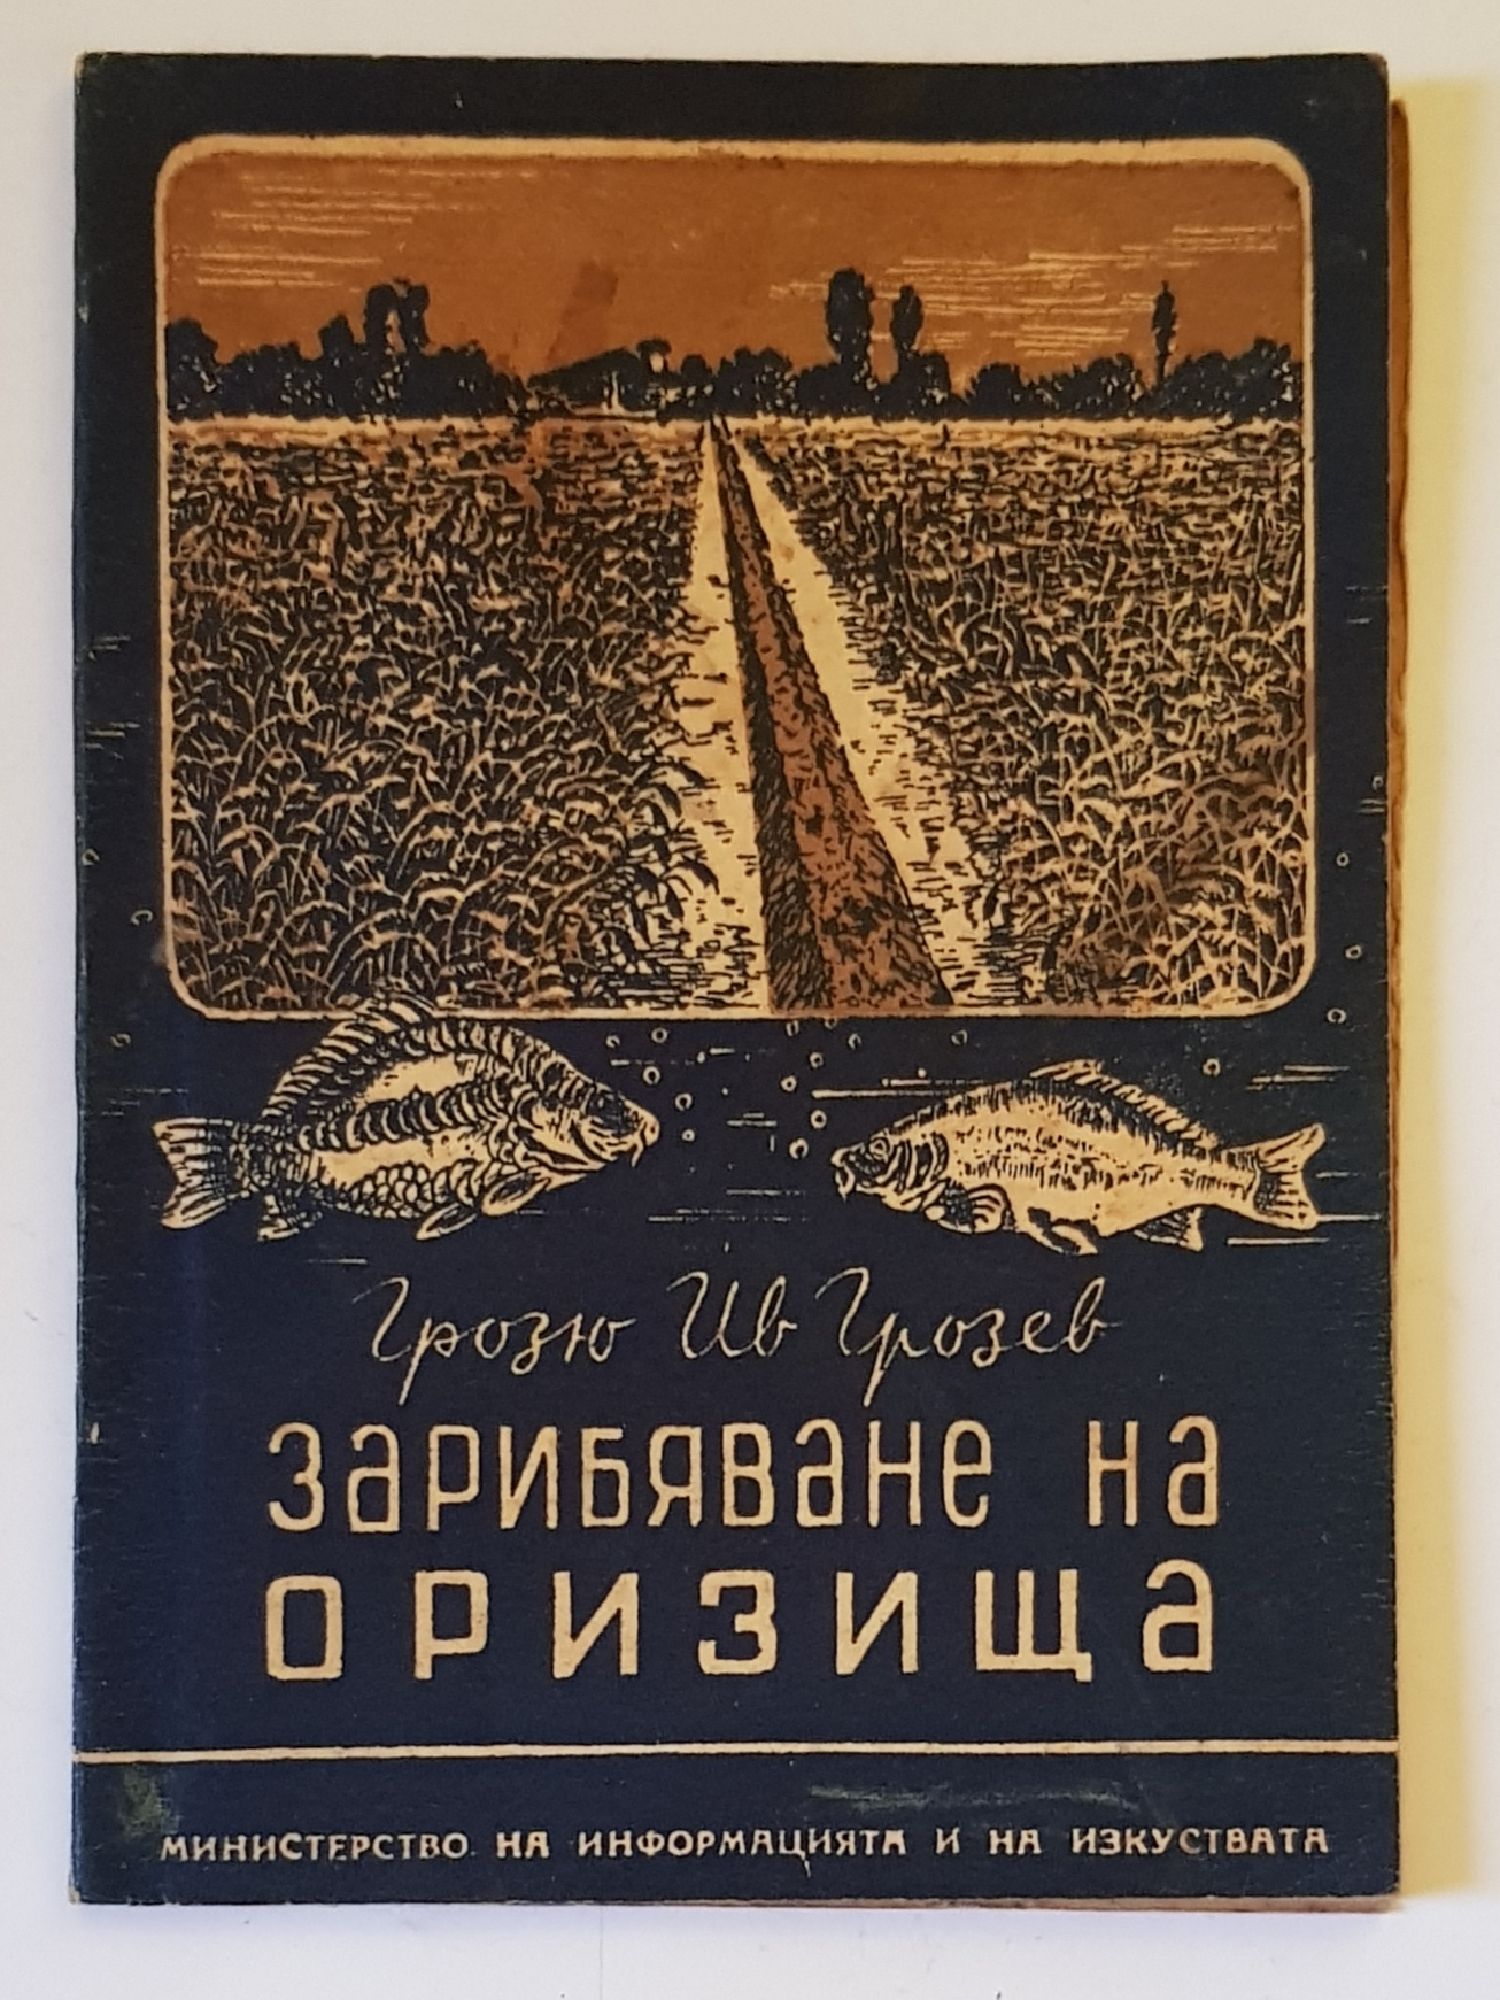 Грозю Ив Грозев
ЗАРИБЯВАНЕ НА
ОРИЗИЩА
МИНИСТЕРСТВО НА ИНФОРМАЦИЯТА И НА ИЗКУСТВАТА